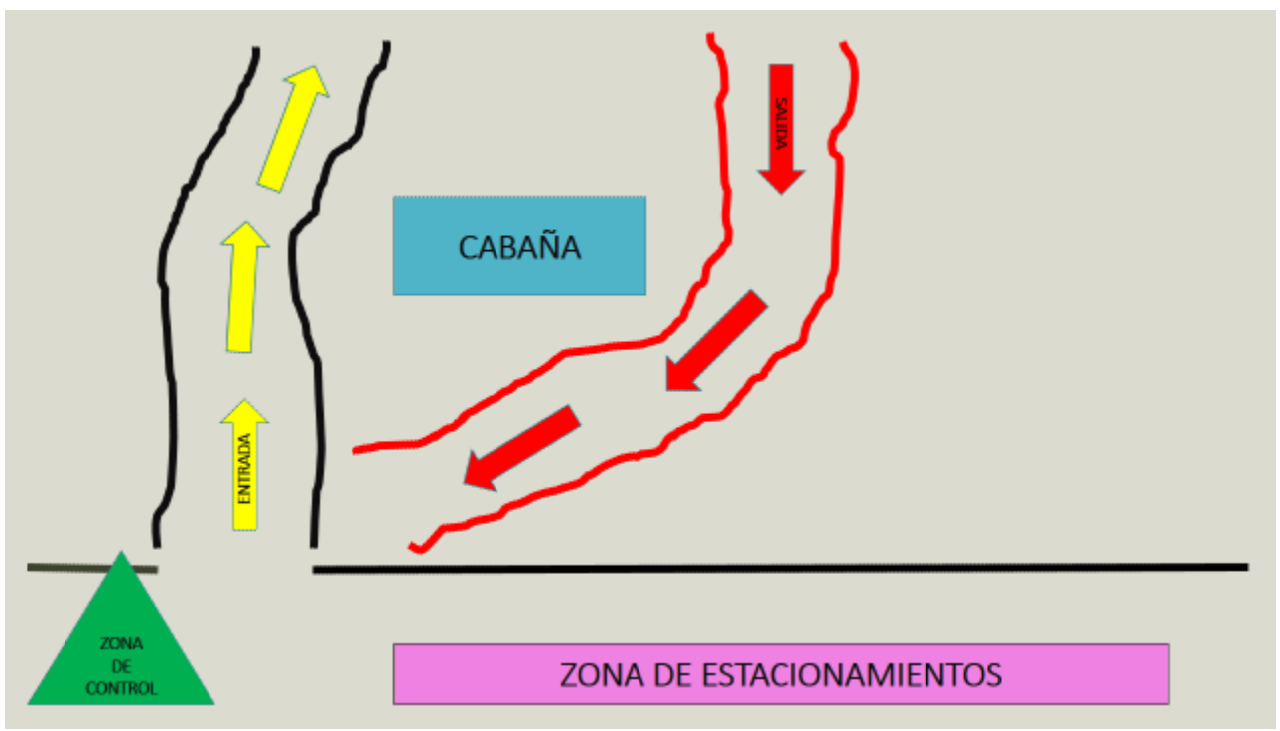 SALIDA
CABAÑA
ENTRADA
ZONA
DE
CONTROL
ZONA DE ESTACIONAMIENTOS